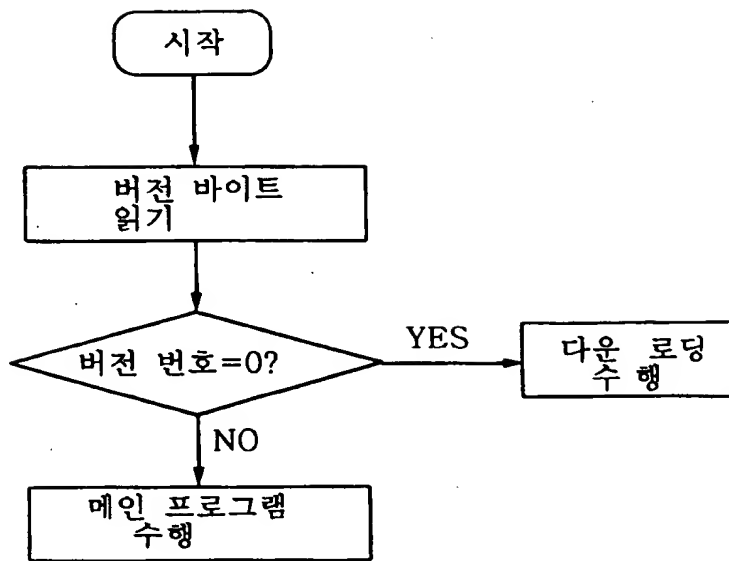 시작
버전 바이트
읽기
버전 번호=0?
YES
다운 로딩
수행
NO
메인 프로그램
수행